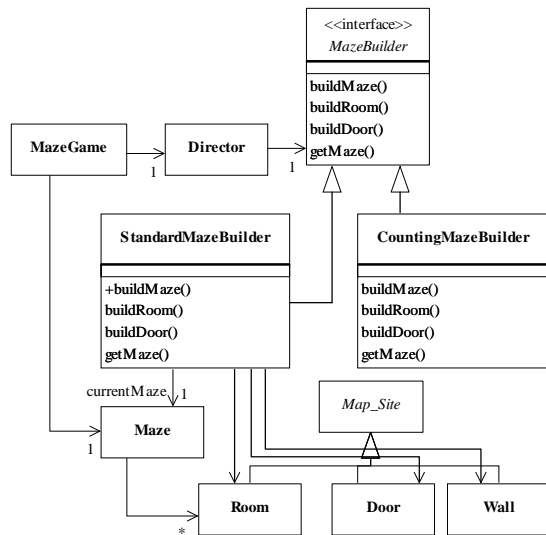 <<interface>>
MazeBuilder
buildMaze()
buildRoom()
buildDoor()
getMaze()
MazeGame
Director
1
1
StandardMazeBuilder
+buildMaze()
buildRoom()
buildDoor()
getMaze()
CountingMazeBuilder
buildMaze()
buildRoom()
buildDoor()
getMaze()
currentMaze
1
Map_Site
Maze
1
Room
Door
Wall
*